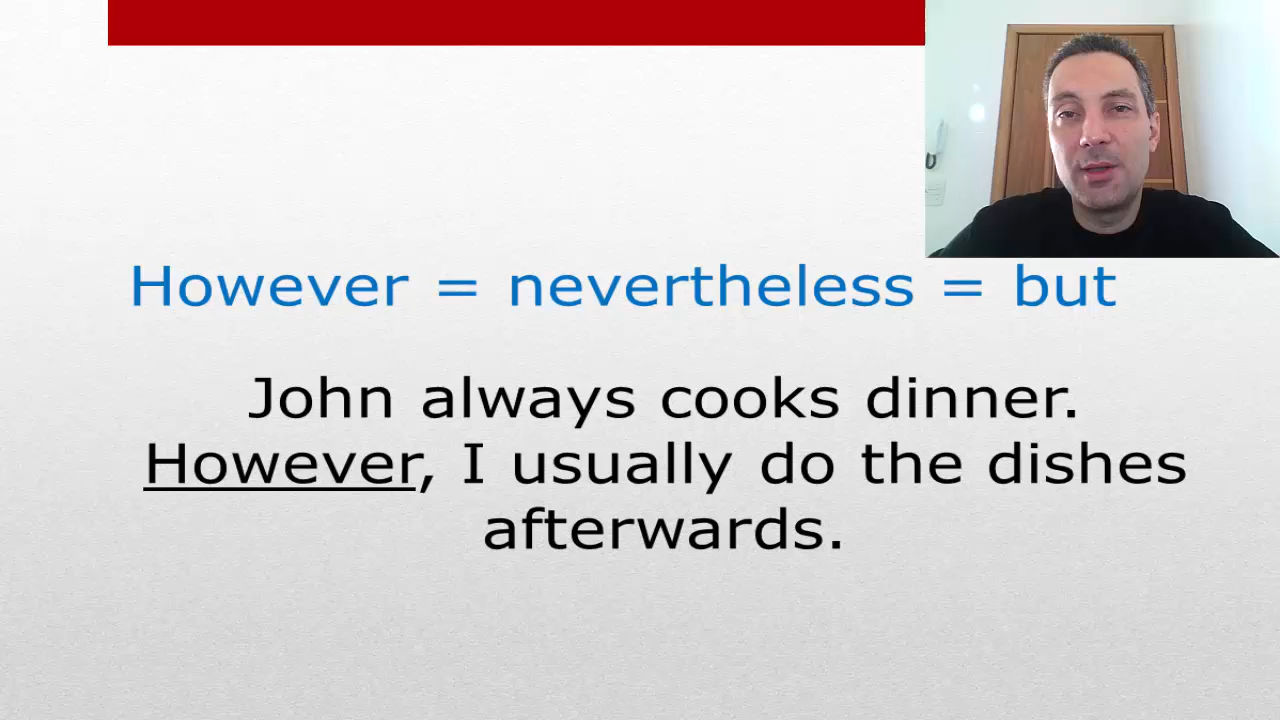 However = nevertheless = but
John always cooks dinner.
However, I usually do the dishes
afterwards.